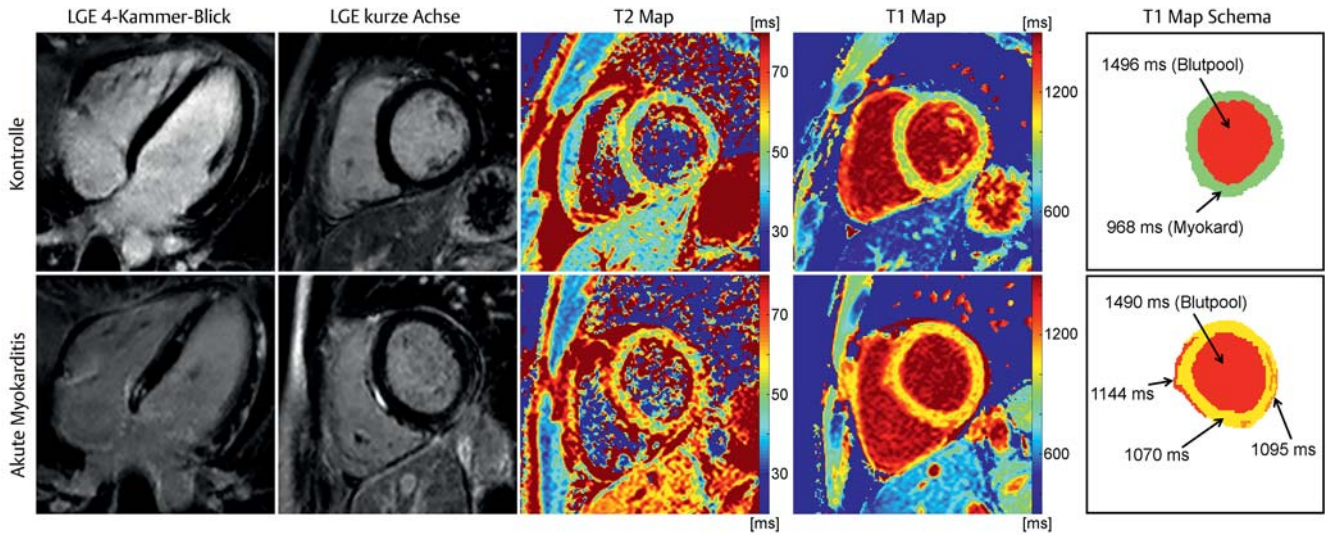 LGE 4-Kammer-Blick
LGE kurze Achse
T2 Map
[ms]
T1 Map
[ms]
T1 Map Schema
Kontrolle
70
50
30
1200
600
1496 ms (Blutpool)
968 ms (Myokard)
Akute Myokarditis
70
50
30
[ms]
1200
600
[ms]
1490 ms (Blutpool)
1144 ms
1070 ms
1095 ms